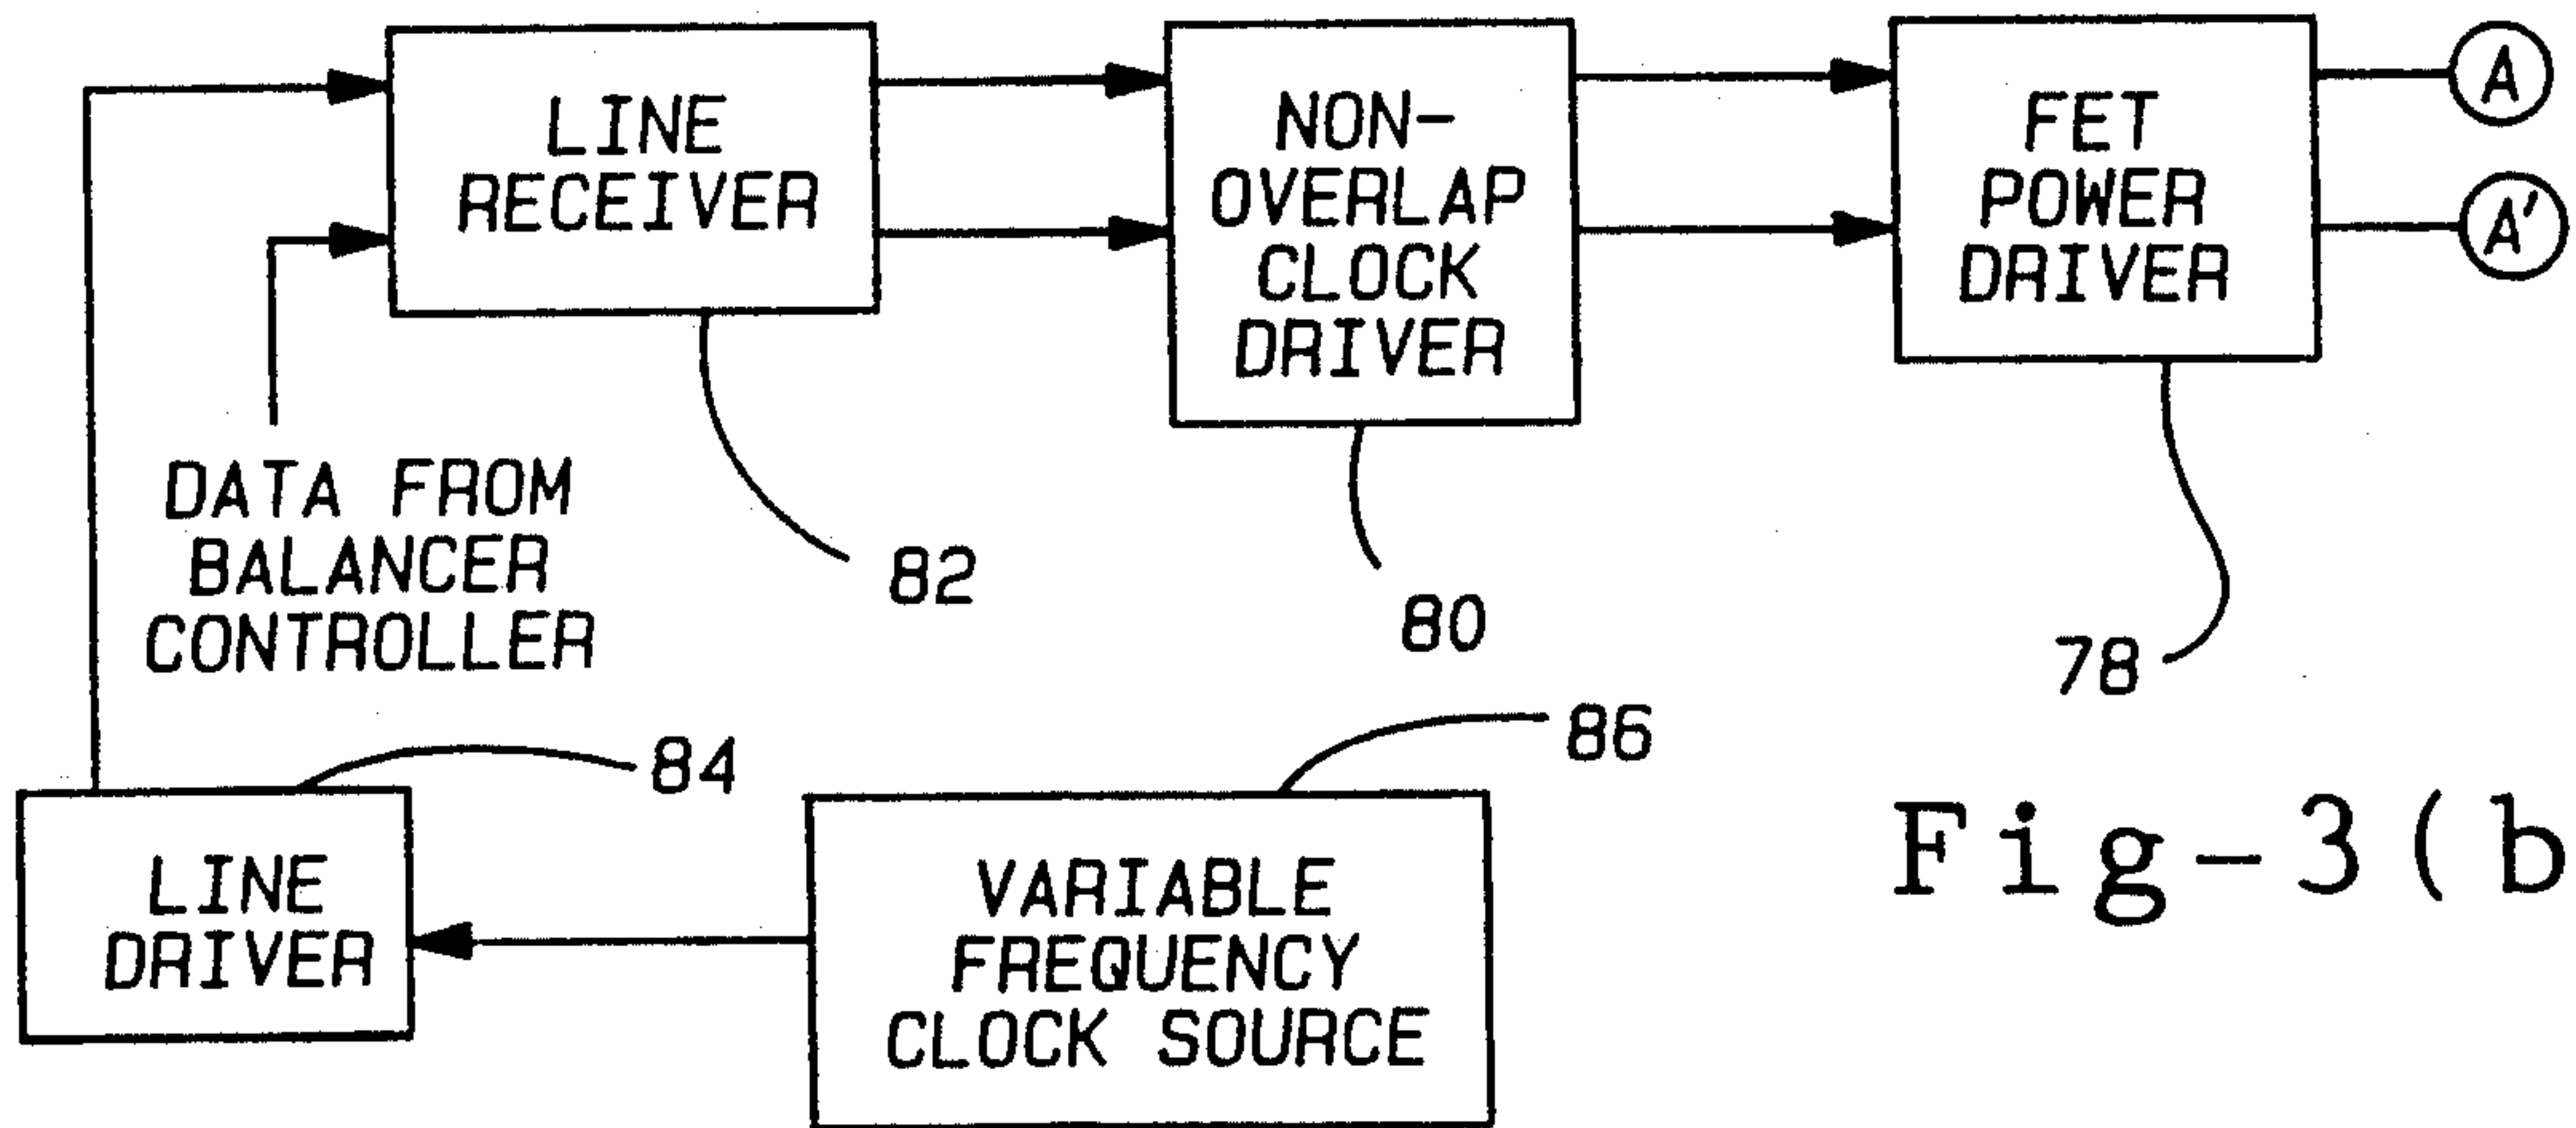 LINE
RECEIVER
NON-
OVERLAP
CLOCK
DRIVER
FET
POWER
DRIVER
A
A'
DATA FROM
BALANCER
CONTROLLER
82
80
78
84
86
LINE
DRIVER
VARIABLE
FREQUENCY
CLOCK SOURCE
Fig-3(b